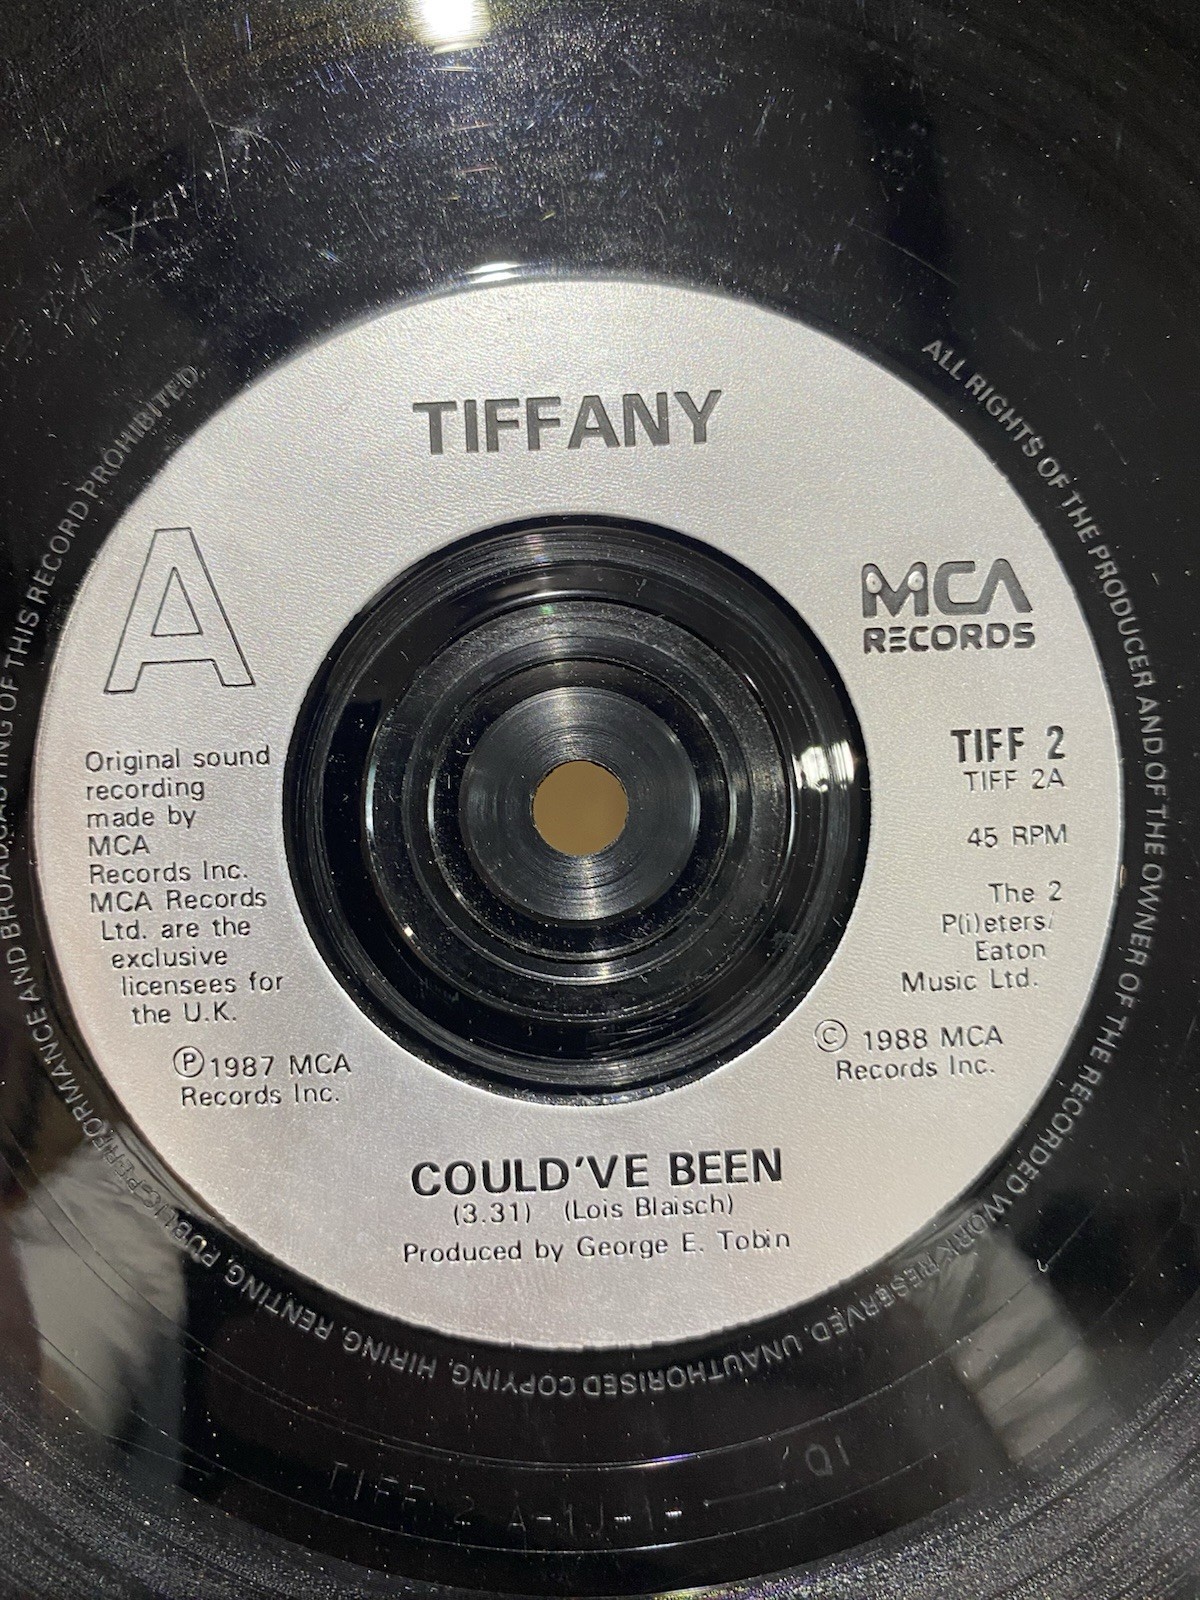 TIFFANY
A
MCA
RECORDS
TIFF 2
TIFF 2A
45 RPM
The 2
P(i)eters/
Eaton
Music Ltd.
© 1988 MCA
Records Inc.
Original sound
recording
made by
MCA
Records Inc.
MCA Records
Ltd. are the
exclusive
licensees for
the U.K.
℗ 1987 MCA
Records Inc.
COULD'VE BEEN
(3.31) (Lois Blaisch)
Produced by George E. Tobin
ALL RIGHTS OF THE PRODUCER AND OF THE OWNER OF THE RECORDED WORK RESERVED. UNAUTHORISED COPYING, HIRING, RENTING, PUBLIC PERFORMANCE AND BROADCASTING OF THIS RECORD PROHIBITED.
TIFF 2 A-1J-1-